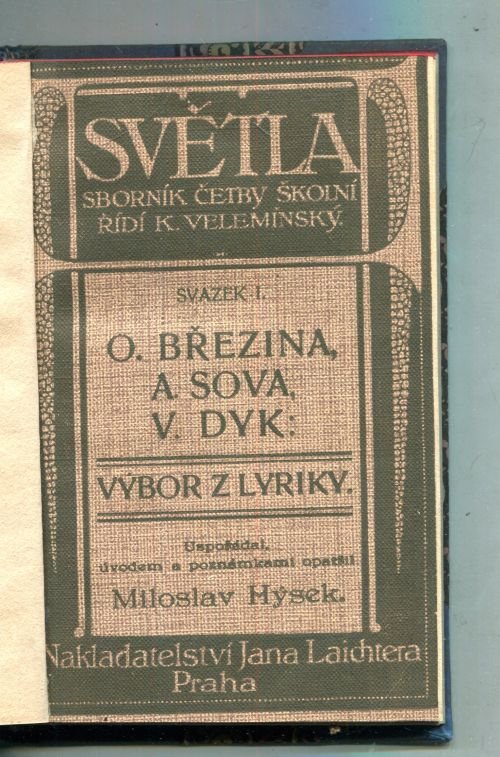 SVĚTLA
SBORNÍK ČETBY ŠKOLNÍ
ŘÍDÍ K. VELEMÍNSKÝ.
SVAZEK I.
O. BŘEZINA,
A. SOVA,
V. DYK:
VÝBOR Z LYRIKY.
Uspořádal,
úvodem a poznámkami opatřil
Miloslav Hýsek.
Nakladatelství Jana Laichtera
Praha